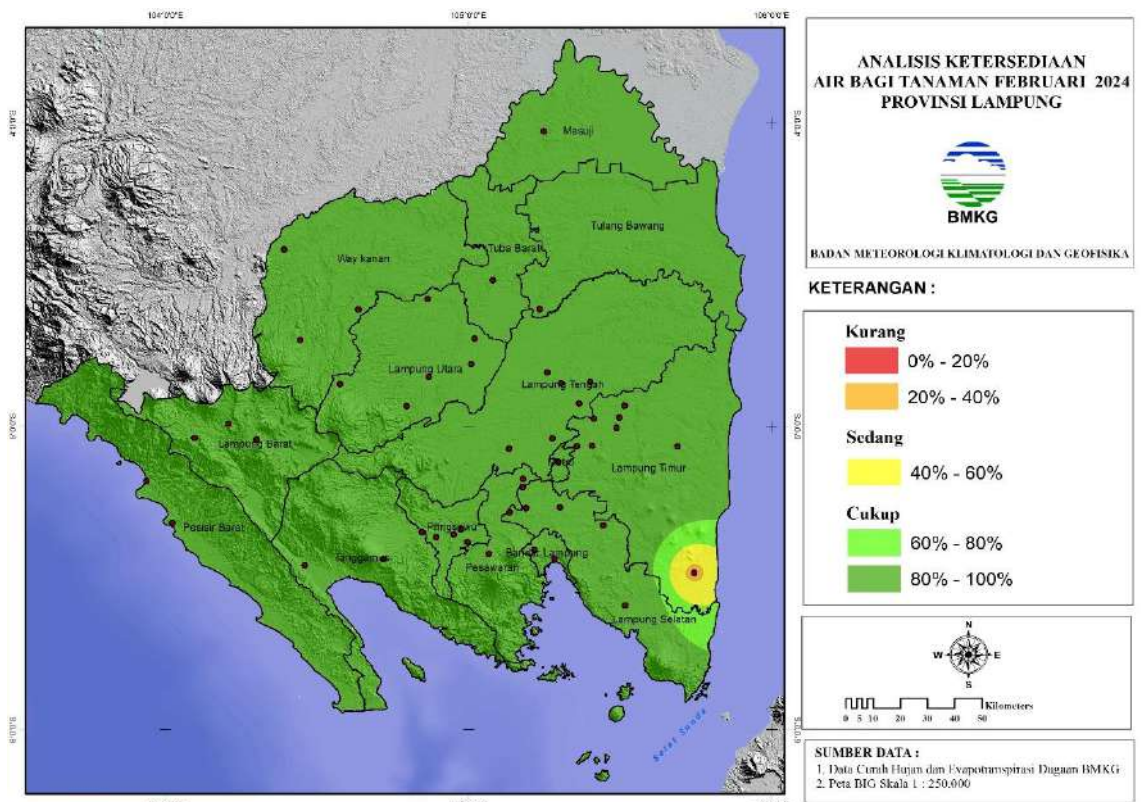 104°0'0"E
105°0'0"E
106°0'0"E
ANALISIS KETERSEDIAAN
AIR BAGI TANAMAN FEBRUARI 2024
PROVINSI LAMPUNG
BMKG
BADAN METEOROLOGI KLIMATOLOGI DAN GEOFISIKA
KETERANGAN :
Kurang
0% - 20%
20% - 40%
Sedang
40% - 60%
Cukup
60% - 80%
80% - 100%
N
W
E
S
Kilometers
0 5 10 20 30 40 50
SUMBER DATA :
1. Data Curah Hujan dan Evapotranspirasi Dugaan BMKG
2. Peta BIG Skala 1 : 250.000
Mesuji
Tulang Bawang
Tuba Barat
Way kanan
Lampung Utara
Lampung Tengah
Lampung Barat
Lampung Timur
Pesisir Barat
Pringsewu
Tanggamus
Bandar Lampung
Pesawaran
Lampung Selatan
Selat Sunda